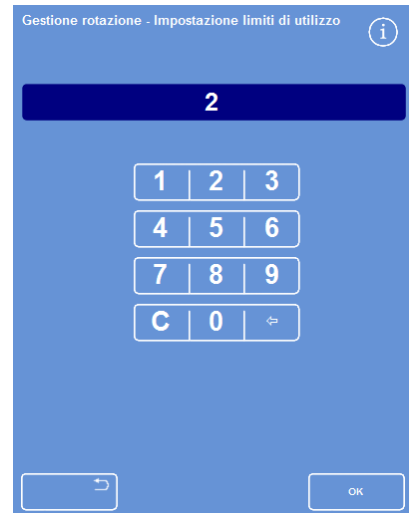 Gestione rotazione - Impostazione limiti di utilizzo
i
2
1 2 3
4 5 6
7 8 9
C 0 ⇦
OK